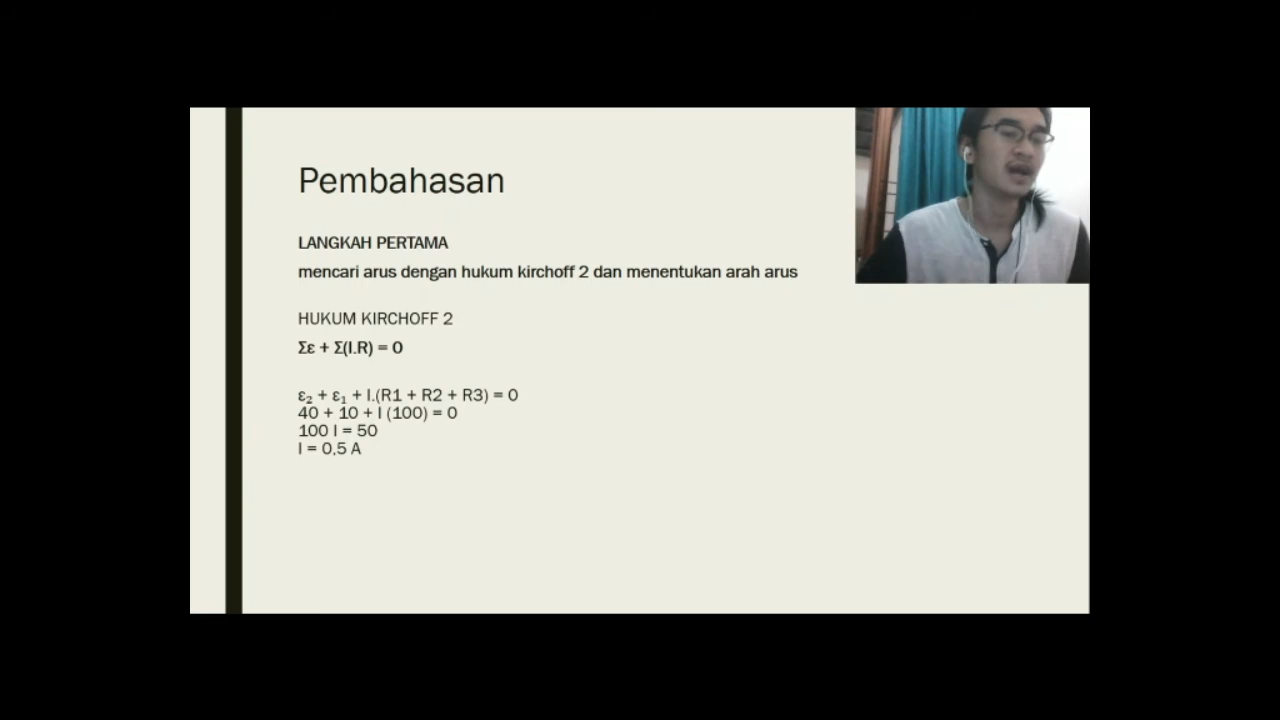 Pembahasan
LANGKAH PERTAMA
mencari arus dengan hukum kirchoff 2 dan menentukan arah arus
HUKUM KIRCHOFF 2
Σε + Σ(I.R) = 0
ε₂ + ε₁ + I.(R1 + R2 + R3) = 0
40 + 10 + I (100) = 0
100 I = 50
I = 0.5 A